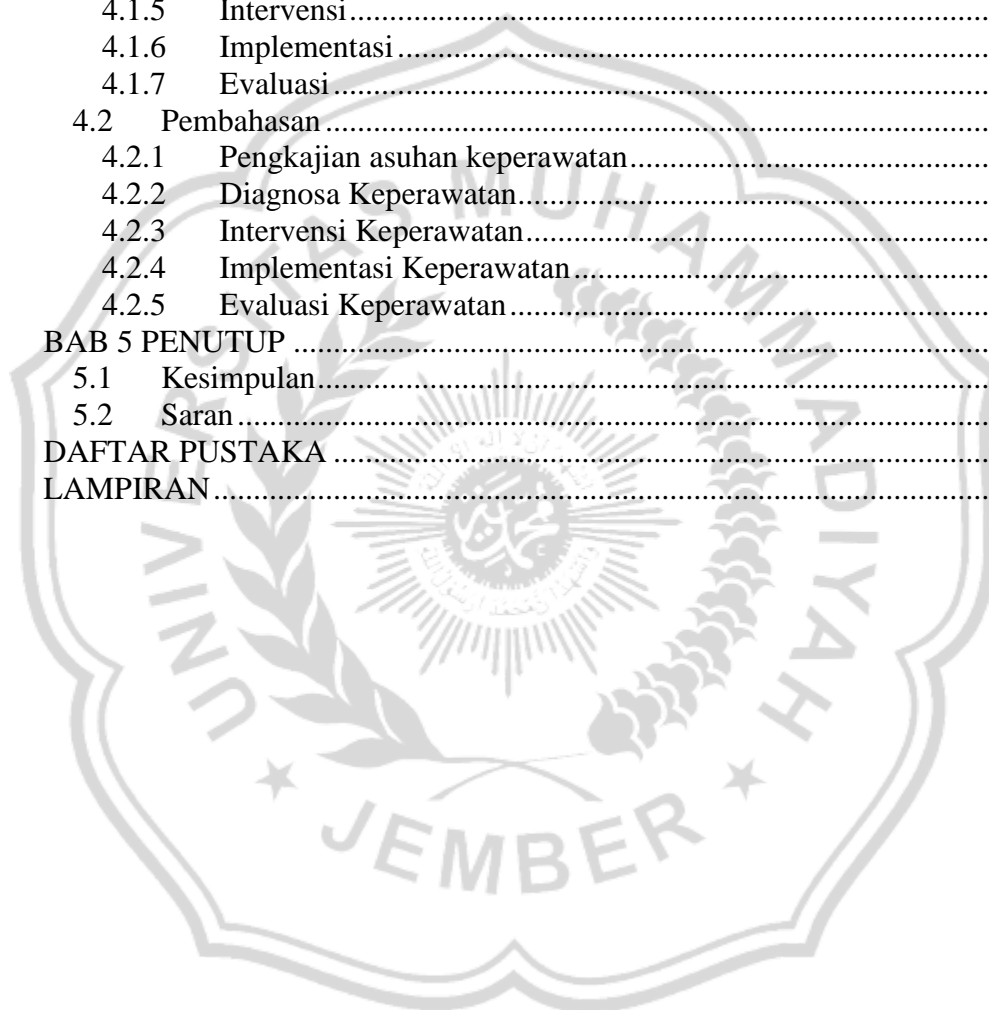 4.1.5 Intervensi..........................................................................
4.1.6 Implementasi....................................................................
4.1.7 Evaluasi............................................................................
4.2 Pembahasan..........................................................................
4.2.1 Pengkajian asuhan keperawatan........................................
4.2.2 Diagnosa Keperawatan.....................................................
4.2.3 Intervensi Keperawatan....................................................
4.2.4 Implementasi Keperawatan...............................................
4.2.5 Evaluasi Keperawatan......................................................
BAB 5 PENUTUP ........................................................................
5.1 Kesimpulan...........................................................................
5.2 Saran.....................................................................................
DAFTAR PUSTAKA ...................................................................
LAMPIRAN.................................................................................
UNIVERSITAS MUHAMMADIYAH
JEMBER